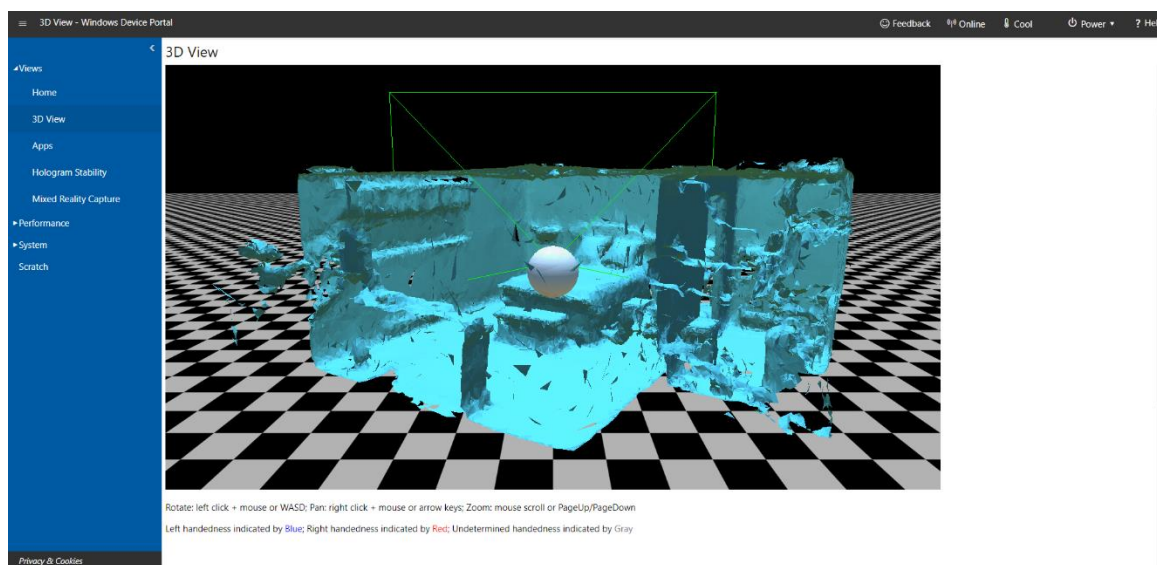 3D View - Windows Device Portal
Feedback
Online
Cool
Power
? Hel
Views
Home
3D View
Apps
Hologram Stability
Mixed Reality Capture
Performance
System
Scratch
Privacy & Cookies
3D View
Rotate: left click + mouse or WASD; Pan: right click + mouse or arrow keys; Zoom: mouse scroll or PageUp/PageDown
Left handedness indicated by Blue; Right handedness indicated by Red; Undetermined handedness indicated by Gray